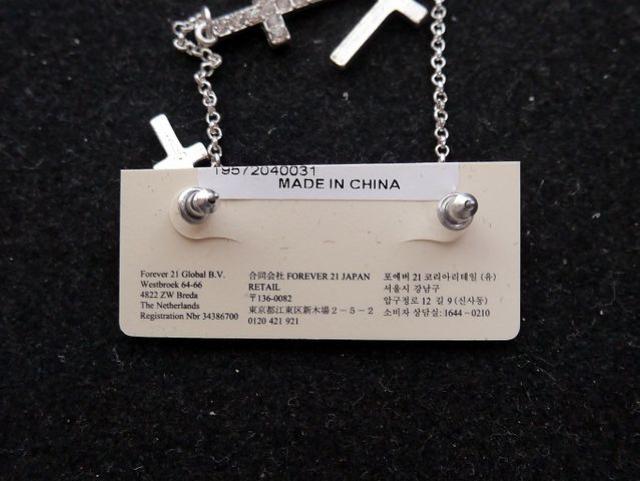 19572040031
MADE IN CHINA
Forever 21 Global B.V.
Westbroek 64-66
4822 ZW Breda
The Netherlands
Registration Nbr 34386700
合同会社 FOREVER 21 JAPAN
RETAIL
〒136-0082
東京都江東区新木場２－５－２
0120 421 921
포에버 21 코리아리테일 (유)
서울시 강남구
압구정로 12 길 9 (신사동)
소비자 상담실: 1644-0210